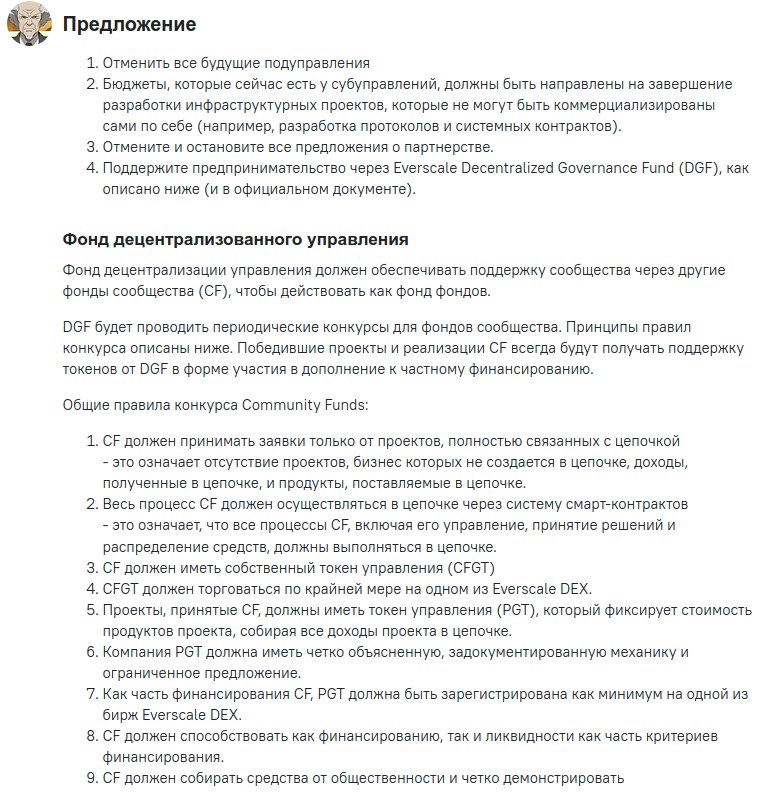 Предложение
1. Отменить все будущие подуправления
2. Бюджеты, которые сейчас есть у субуправлений, должны быть направлены на завершение
разработки инфраструктурных проектов, которые не могут быть коммерциализированы
сами по себе (например, разработка протоколов и системных контрактов).
3. Отмените и остановите все предложения о партнерстве.
4. Поддержите предпринимательство через Everscale Decentralized Governance Fund (DGF), как
описано ниже (и в официальном документе).
Фонд децентрализованного управления
Фонд децентрализации управления должен обеспечивать поддержку сообщества через другие
фонды сообщества (CF), чтобы действовать как фонд фондов.
DGF будет проводить периодические конкурсы для фондов сообщества. Принципы правил
конкурса описаны ниже. Победившие проекты и реализации CF всегда будут получать поддержку
токенов от DGF в форме участия в дополнение к частному финансированию.
Общие правила конкурса Community Funds:
1. CF должен принимать заявки только от проектов, полностью связанных с цепочкой
- это означает отсутствие проектов, бизнес которых не создается в цепочке, доходы,
полученные в цепочке, и продукты, поставляемые в цепочке.
2. Весь процесс CF должен осуществляться в цепочке через систему смарт-контрактов
- это означает, что все процессы CF, включая его управление, принятие решений и
распределение средств, должны выполняться в цепочке.
3. CF должен иметь собственный токен управления (CFGT)
4. CFGT должен торговаться по крайней мере на одном из Everscale DEX.
5. Проекты, принятые CF, должны иметь токен управления (PGT), который фиксирует стоимость
продуктов проекта, собирая все доходы проекта в цепочке.
6. Компания PGT должна иметь четко объясненную, задокументированную механику и
ограниченное предложение.
7. Как часть финансирования CF, PGT должна быть зарегистрирована как минимум на одной из
бирж Everscale DEX.
8. CF должен способствовать как финансированию, так и ликвидности как часть критериев
финансирования.
9. CF должен собирать средства от общественности и четко демонстрировать